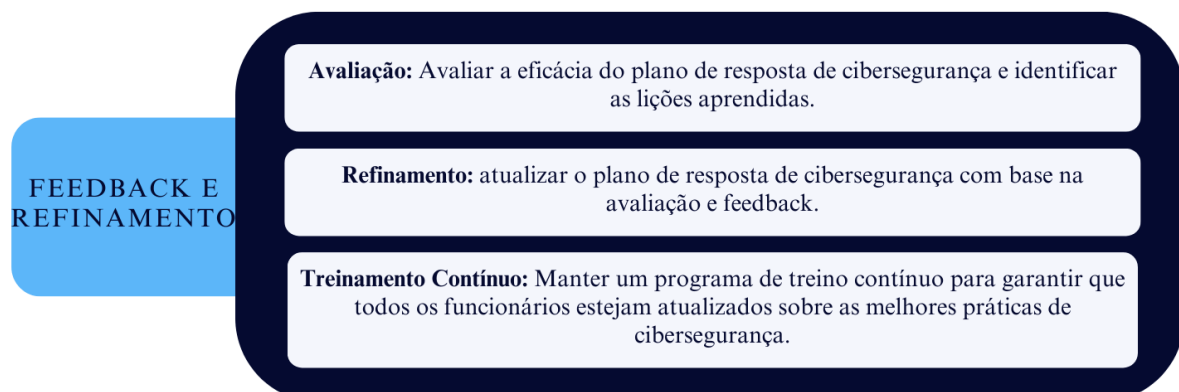 FEEDBACK E
REFINAMENTO
Avaliação: Avaliar a eficácia do plano de resposta de cibersegurança e identificar
as lições aprendidas.
Refinamento: atualizar o plano de resposta de cibersegurança com base na
avaliação e feedback.
Treinamento Contínuo: Manter um programa de treino contínuo para garantir que
todos os funcionários estejam atualizados sobre as melhores práticas de
cibersegurança.